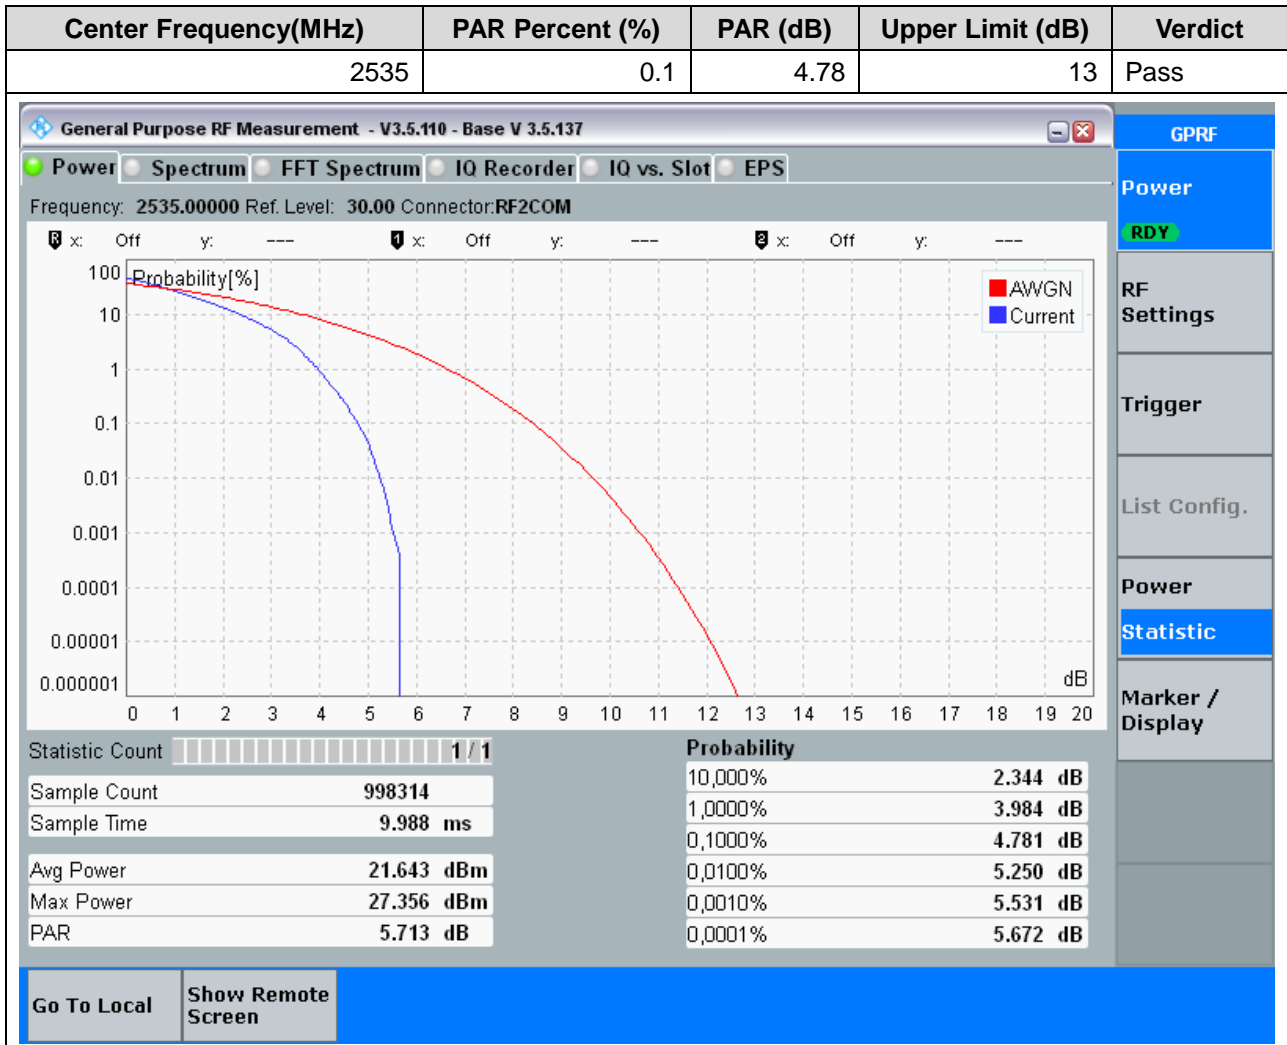 Center Frequency(MHz) PAR Percent (%) PAR (dB) Upper Limit (dB) Verdict
2535 0.1 4.78 13 Pass
General Purpose RF Measurement - V3.5.110 - Base V 3.5.137
GPRF
Power Spectrum FFT Spectrum IQ Recorder IQ vs. Slot EPS
Frequency: 2535.00000 Ref. Level: 30.00 Connector:RF2COM
R x: Off y: --- 1 x: Off y: --- 2 x: Off y: ---
Probability[%]
100
10
1
0.1
0.01
0.001
0.0001
0.00001
0.000001
AWGN
Current
dB
0 1 2 3 4 5 6 7 8 9 10 11 12 13 14 15 16 17 18 19 20
Statistic Count 1 / 1
Sample Count 998314
Sample Time 9.988 ms
Avg Power 21.643 dBm
Max Power 27.356 dBm
PAR 5.713 dB
Probability
10,000% 2.344 dB
1,0000% 3.984 dB
0,1000% 4.781 dB
0,0100% 5.250 dB
0,0010% 5.531 dB
0,0001% 5.672 dB
Power
RDY
RF
Settings
Trigger
List Config.
Power
Statistic
Marker /
Display
Go To Local
Show Remote
Screen